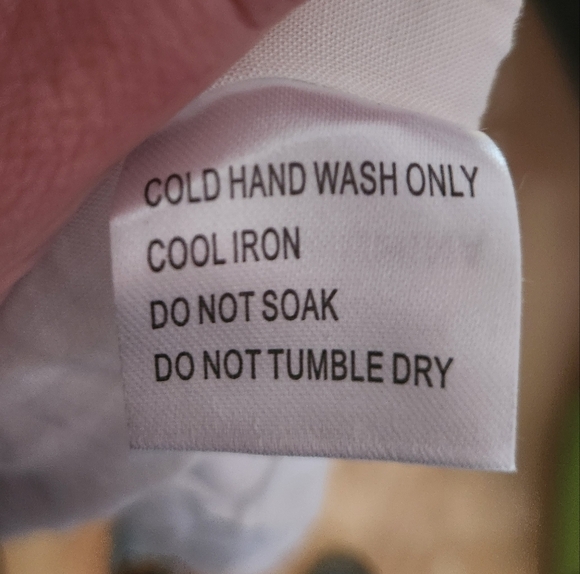 COLD HAND WASH ONLY
COOL IRON
DO NOT SOAK
DO NOT TUMBLE DRY